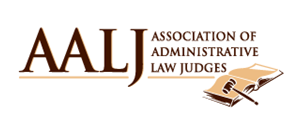 AALJ
ASSOCIATION OF
ADMINISTRATIVE
LAW JUDGES